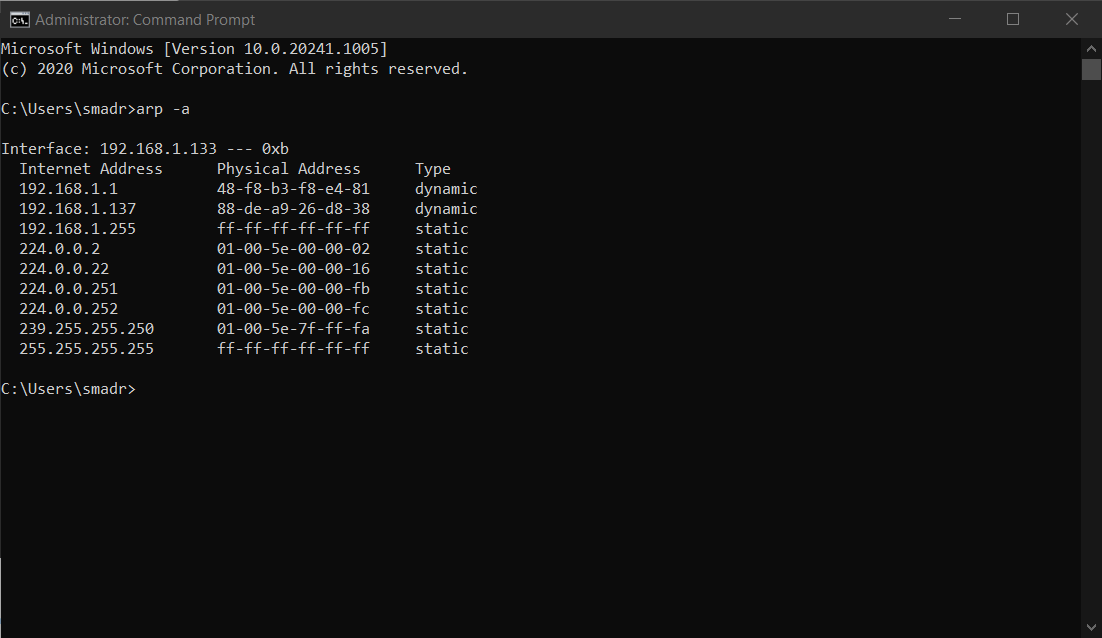 Administrator: Command Prompt
Microsoft Windows [Version 10.0.20241.1005]
(c) 2020 Microsoft Corporation. All rights reserved.
C:\Users\smadr>arp -a
Interface: 192.168.1.133 --- 0xb
Internet Address Physical Address Type
192.168.1.1 48-f8-b3-f8-e4-81 dynamic
192.168.1.137 88-de-a9-26-d8-38 dynamic
192.168.1.255 ff-ff-ff-ff-ff-ff static
224.0.0.2 01-00-5e-00-00-02 static
224.0.0.22 01-00-5e-00-00-16 static
224.0.0.251 01-00-5e-00-00-fb static
224.0.0.252 01-00-5e-00-00-fc static
239.255.255.250 01-00-5e-7f-ff-fa static
255.255.255.255 ff-ff-ff-ff-ff-ff static
C:\Users\smadr>